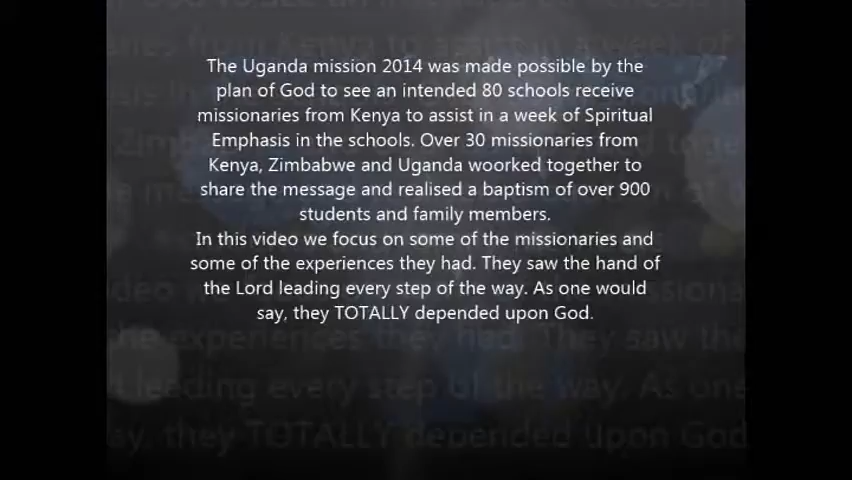 The Uganda mission 2014 was made possible by the
plan of God to see an intended 80 schools receive
missionaries from Kenya to assist in a week of Spiritual
Emphasis in the schools. Over 30 missionaries from
Kenya, Zimbabwe and Uganda woorked together to
share the message and realised a baptism of over 900
students and family members.
In this video we focus on some of the missionaries and
some of the experiences they had. They saw the hand of
the Lord leading every step of the way. As one would
say, they TOTALLY depended upon God.